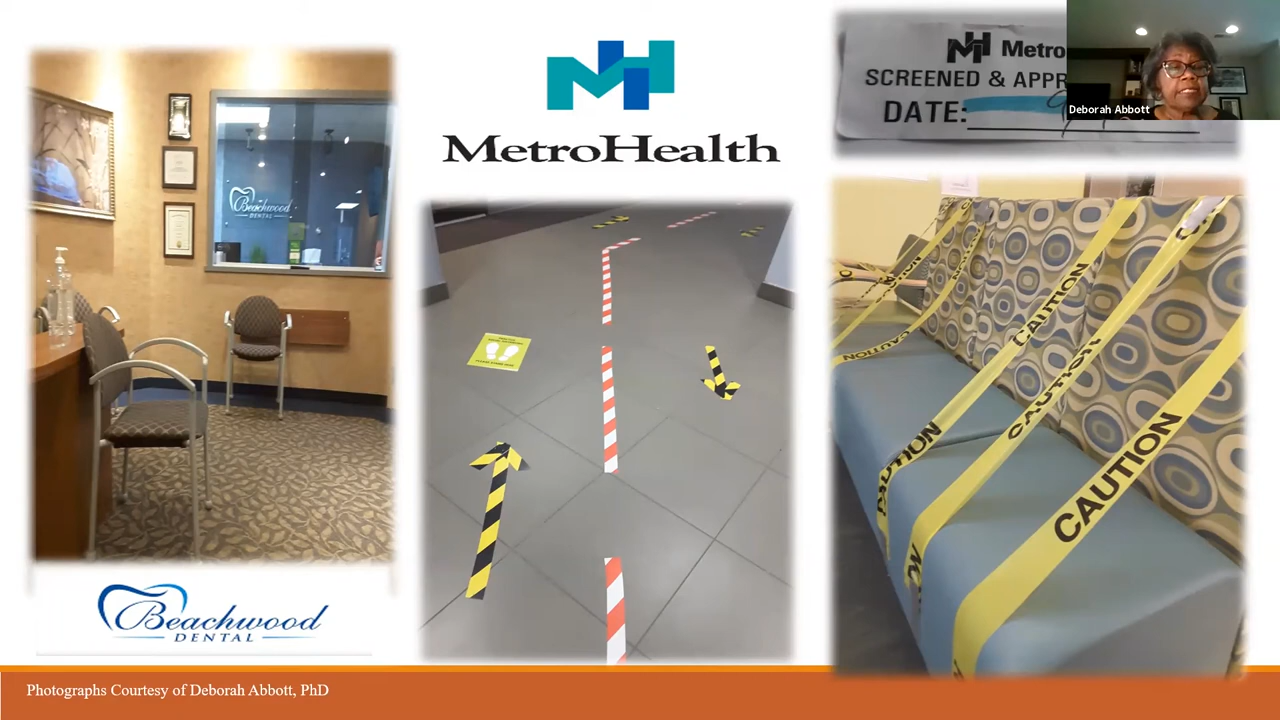 Beachwood
DENTAL
Beachwood
DENTAL
MetroHealth
Metro
SCREENED & APPR
DATE:
Deborah Abbott
CAUTION
CAUTION
CAUTION
CAUTION
CAUTION
Photographs Courtesy of Deborah Abbott, PhD